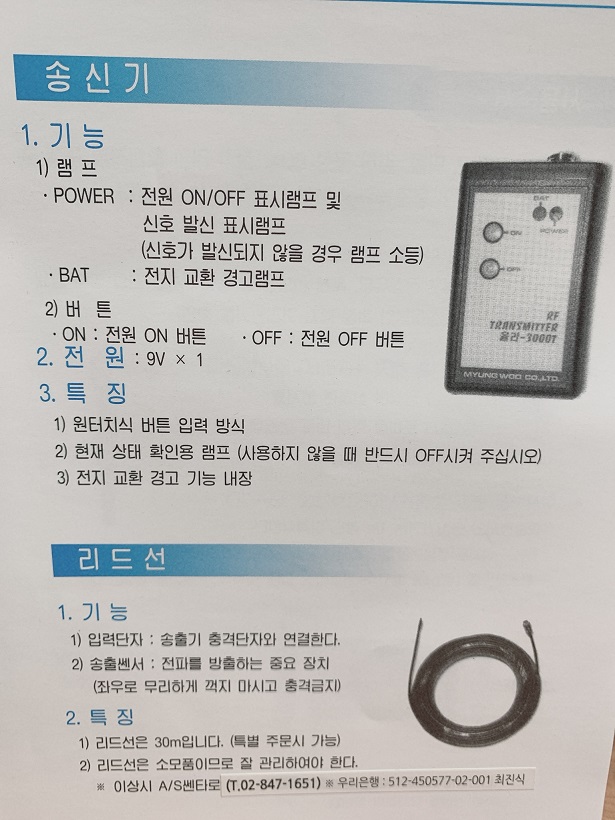 송신기
1. 기능
1) 램 프
· POWER : 전원 ON/OFF 표시램프 및
신호 발신 표시램프
(신호가 발신되지 않을 경우 램프 소등)
· BAT : 전지 교환 경고램프
2) 버 튼
· ON : 전원 ON 버튼 · OFF : 전원 OFF 버튼
2. 전 원 : 9V × 1
3. 특 징
1) 원터치식 버튼 입력 방식
2) 현재 상태 확인용 램프 (사용하지 않을 때 반드시 OFF시켜 주십시오)
3) 전지 교환 경고 기능 내장
BAT
POWER
ON
OFF
RF
TRANSMITTER
울리-3000T
MYUNG WOO CO.,LTD.
리드선
1. 기 능
1) 입력단자 : 송출기 충격단자와 연결한다.
2) 송출쎈서 : 전파를 방출하는 중요 장치
(좌우로 무리하게 꺽지 마시고 충격금지)
2. 특 징
1) 리드선은 30m입니다. (특별 주문시 가능)
2) 리드선은 소모품이므로 잘 관리하여야 한다.
※ 이상시 A/S쎈타로 (T.02-847-1651) ※ 우리은행 : 512-450577-02-001 최진식